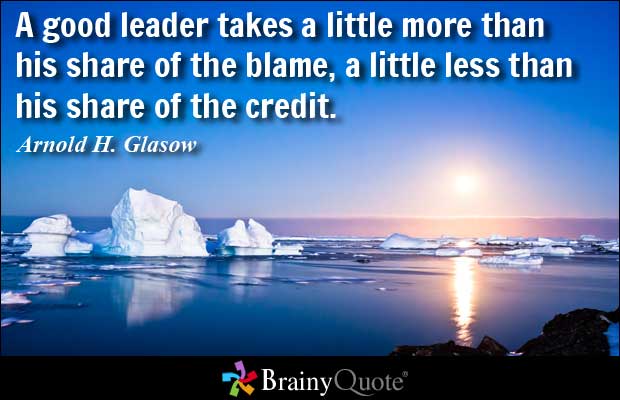 A good leader takes a little more than
his share of the blame, a little less than
his share of the credit.
Arnold H. Glasow
BrainyQuote®